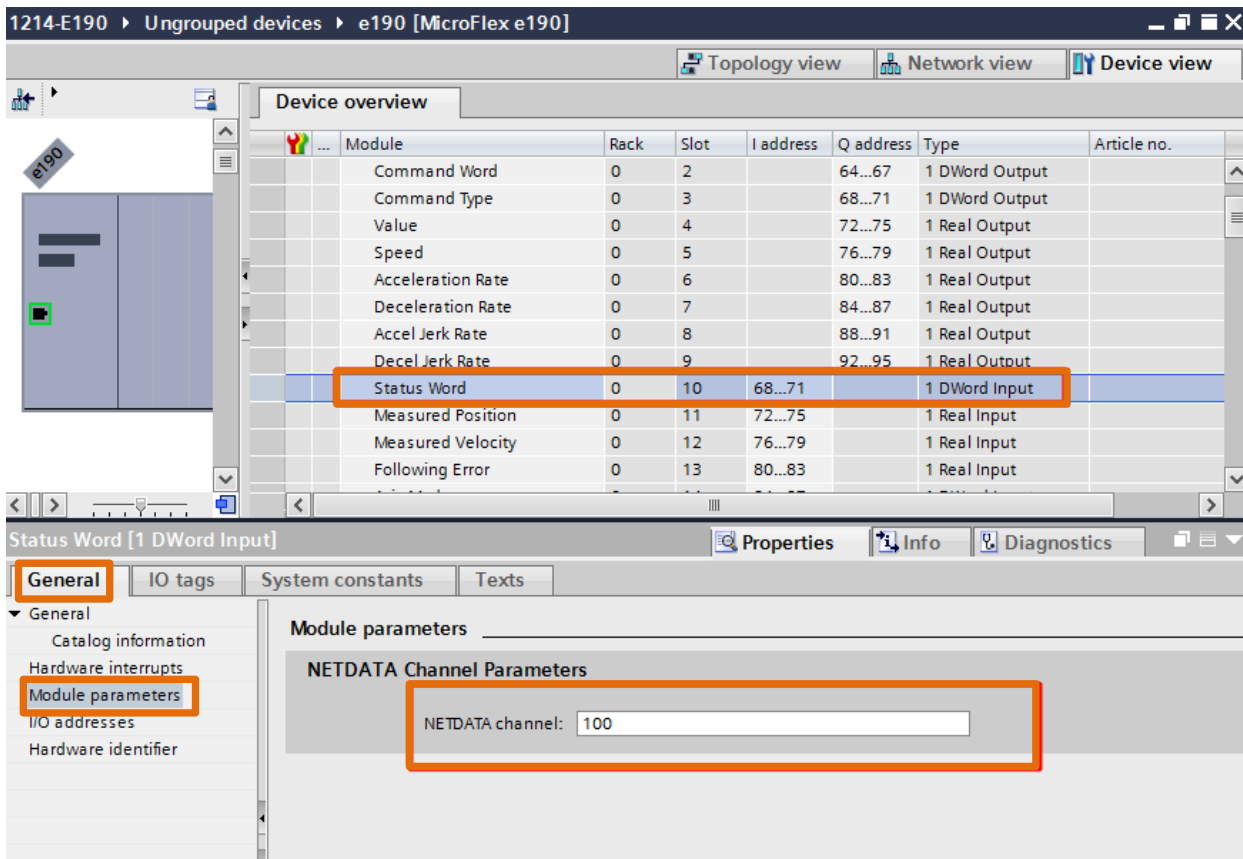 1214-E190 ▸ Ungrouped devices ▸ e190 [MicroFlex e190]
Topology view Network view Device view
Device overview
e190
... Module Rack Slot I address Q address Type Article no.
Command Word 0 2 64...67 1 DWord Output
Command Type 0 3 68...71 1 DWord Output
Value 0 4 72...75 1 Real Output
Speed 0 5 76...79 1 Real Output
Acceleration Rate 0 6 80...83 1 Real Output
Deceleration Rate 0 7 84...87 1 Real Output
Accel Jerk Rate 0 8 88...91 1 Real Output
Decel Jerk Rate 0 9 92...95 1 Real Output
Status Word 0 10 68...71 1 DWord Input
Measured Position 0 11 72...75 1 Real Input
Measured Velocity 0 12 76...79 1 Real Input
Following Error 0 13 80...83 1 Real Input
Status Word [1 DWord Input] Properties Info Diagnostics
General IO tags System constants Texts
General
Catalog information
Hardware interrupts
Module parameters
I/O addresses
Hardware identifier
Module parameters
NETDATA Channel Parameters
NETDATA channel: 100